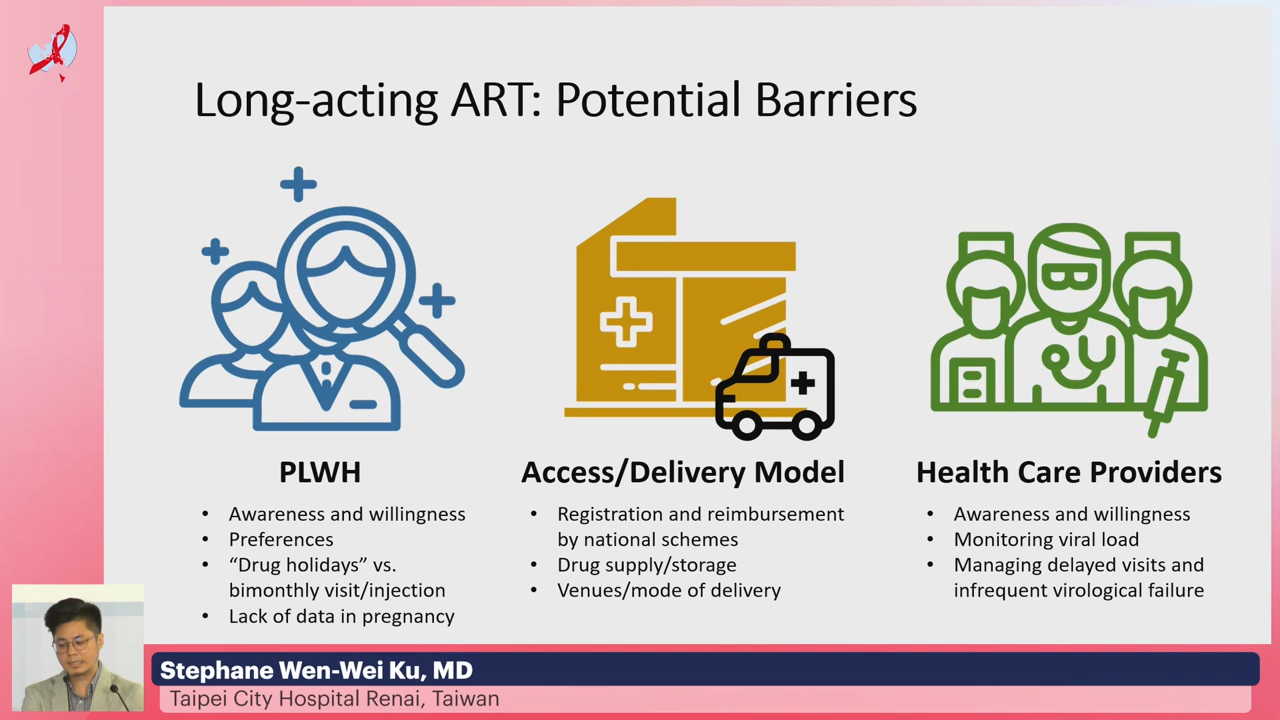 Long-acting ART: Potential Barriers
PLWH
• Awareness and willingness
• Preferences
• “Drug holidays” vs.
bimonthly visit/injection
• Lack of data in pregnancy
Access/Delivery Model
• Registration and reimbursement
by national schemes
• Drug supply/storage
• Venues/mode of delivery
Health Care Providers
• Awareness and willingness
• Monitoring viral load
• Managing delayed visits and
infrequent virological failure
Stephane Wen-Wei Ku, MD
Taipei City Hospital Renai, Taiwan